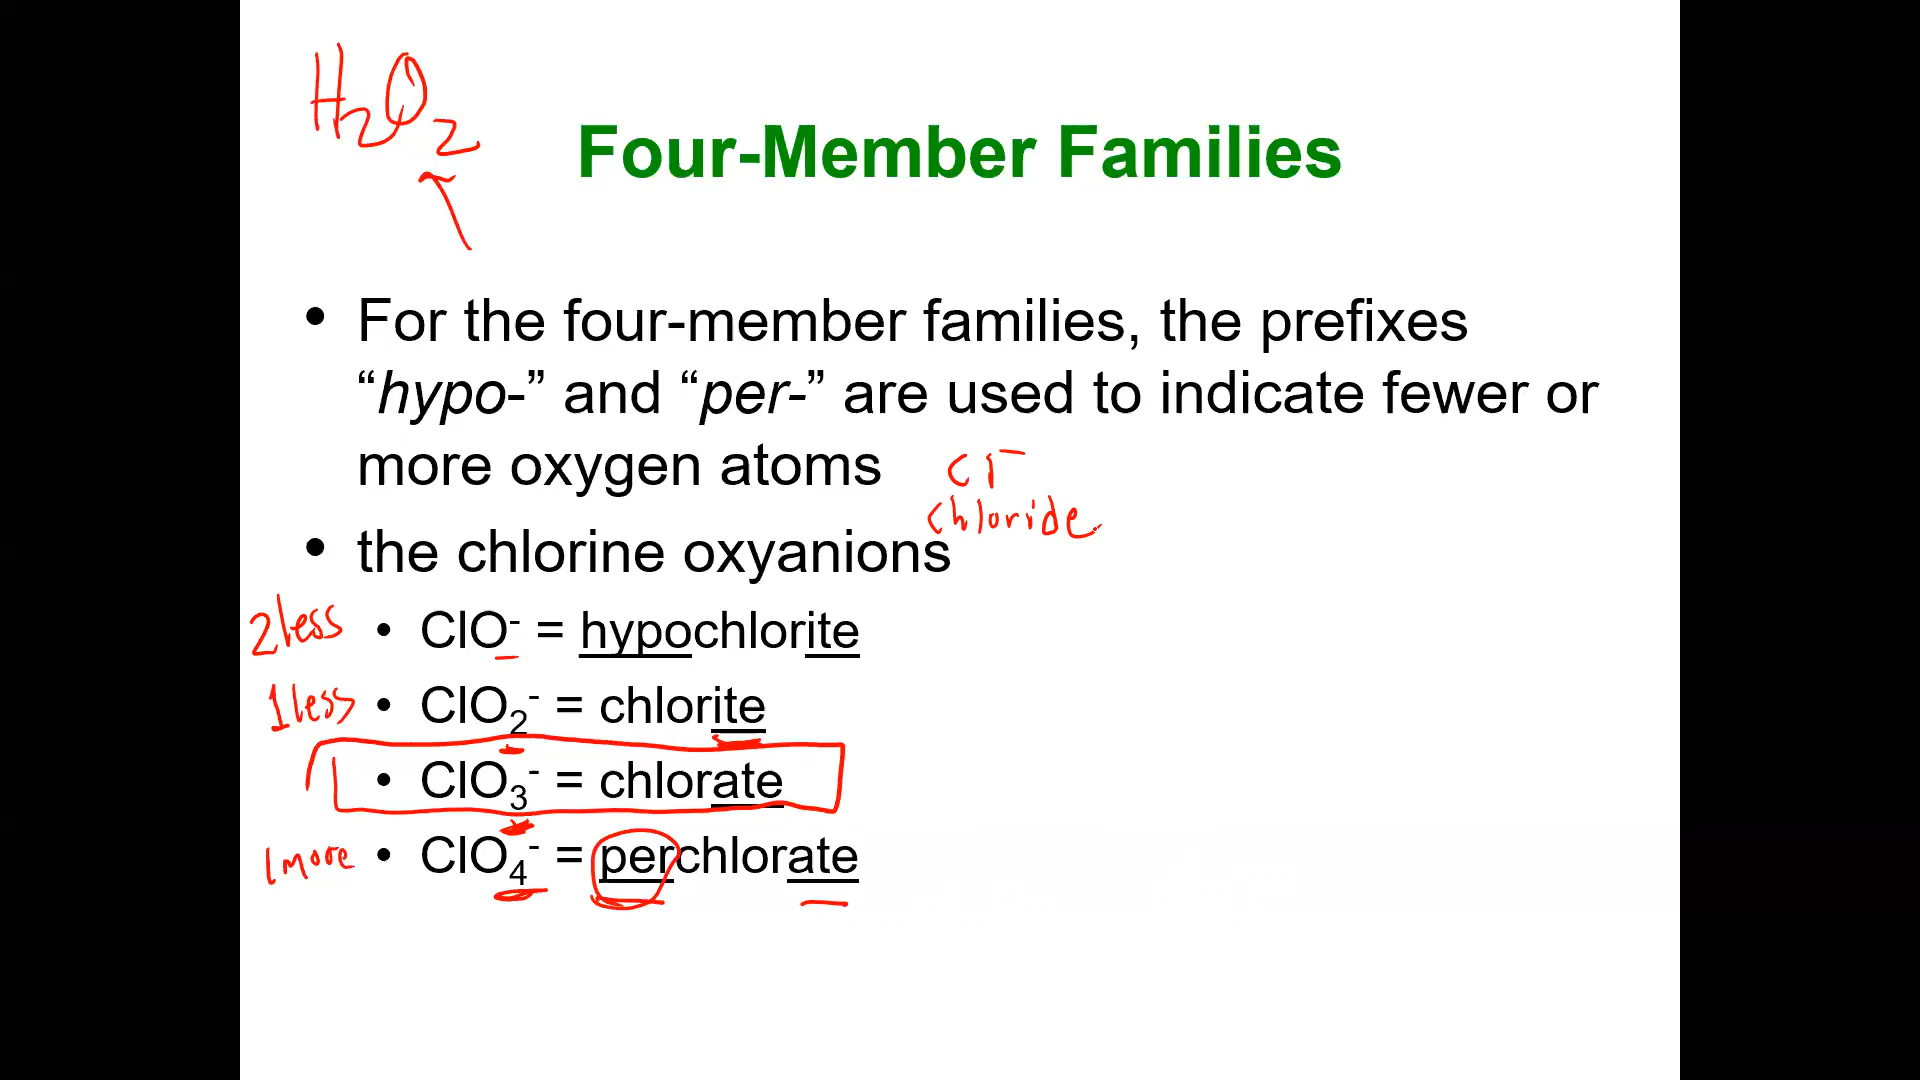 H2O2
Four-Member Families
• For the four-member families, the prefixes
“hypo-” and “per-” are used to indicate fewer or
more oxygen atoms
Cl⁻
chloride
• the chlorine oxyanions
2 less • ClO⁻ = hypochlorite
1 less • ClO₂⁻ = chlorite
• ClO₃⁻ = chlorate
1 more • ClO₄⁻ = perchlorate